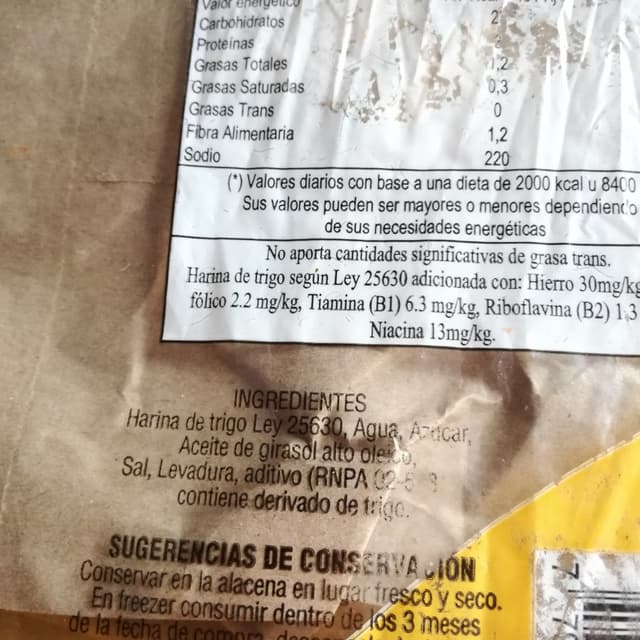 Valor energético
Carbohidratos 2
Proteínas
Grasas Totales 1,2
Grasas Saturadas 0,3
Grasas Trans 0
Fibra Alimentaria 1,2
Sodio 220
(*) Valores diarios con base a una dieta de 2000 kcal u 8400
Sus valores pueden ser mayores o menores dependiendo
de sus necesidades energéticas
No aporta cantidades significativas de grasa trans.
Harina de trigo según Ley 25630 adicionada con: Hierro 30mg/kg
fólico 2.2 mg/kg, Tiamina (B1) 6.3 mg/kg, Riboflavina (B2) 1.3
Niacina 13mg/kg.
INGREDIENTES
Harina de trigo Ley 25630, Agua, Azúcar,
Aceite de girasol alto oleico,
Sal, Levadura, aditivo (RNPA
contiene derivado de trigo.
SUGERENCIAS DE CONSERVACION
Conservar en la alacena en lugar fresco y seco.
En freezer consumir dentro de los 3 meses
de la fecha de compra,